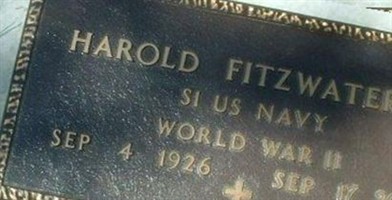 HAROLD FITZWATER
S1 US NAVY
WORLD WAR II
SEP 4 1926
SEP 17